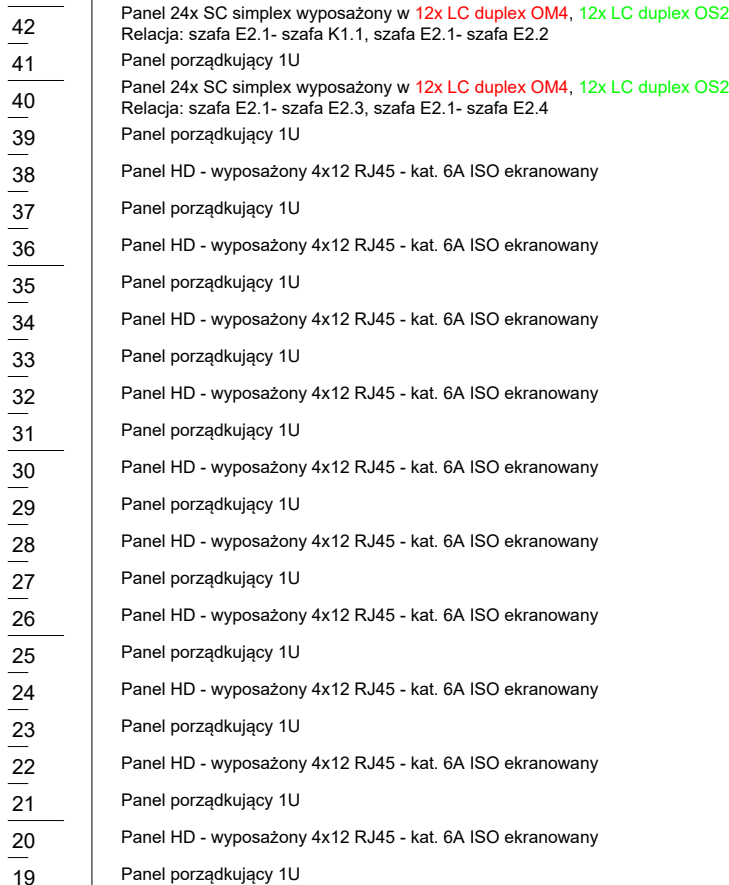 42 Panel 24x SC simplex wyposażony w 12x LC duplex OM4, 12x LC duplex OS2
Relacja: szafa E2.1- szafa K1.1, szafa E2.1- szafa E2.2
41 Panel porządkujący 1U
40 Panel 24x SC simplex wyposażony w 12x LC duplex OM4, 12x LC duplex OS2
Relacja: szafa E2.1- szafa E2.3, szafa E2.1- szafa E2.4
39 Panel porządkujący 1U
38 Panel HD - wyposażony 4x12 RJ45 - kat. 6A ISO ekranowany
37 Panel porządkujący 1U
36 Panel HD - wyposażony 4x12 RJ45 - kat. 6A ISO ekranowany
35 Panel porządkujący 1U
34 Panel HD - wyposażony 4x12 RJ45 - kat. 6A ISO ekranowany
33 Panel porządkujący 1U
32 Panel HD - wyposażony 4x12 RJ45 - kat. 6A ISO ekranowany
31 Panel porządkujący 1U
30 Panel HD - wyposażony 4x12 RJ45 - kat. 6A ISO ekranowany
29 Panel porządkujący 1U
28 Panel HD - wyposażony 4x12 RJ45 - kat. 6A ISO ekranowany
27 Panel porządkujący 1U
26 Panel HD - wyposażony 4x12 RJ45 - kat. 6A ISO ekranowany
25 Panel porządkujący 1U
24 Panel HD - wyposażony 4x12 RJ45 - kat. 6A ISO ekranowany
23 Panel porządkujący 1U
22 Panel HD - wyposażony 4x12 RJ45 - kat. 6A ISO ekranowany
21 Panel porządkujący 1U
20 Panel HD - wyposażony 4x12 RJ45 - kat. 6A ISO ekranowany
19 Panel porządkujący 1U